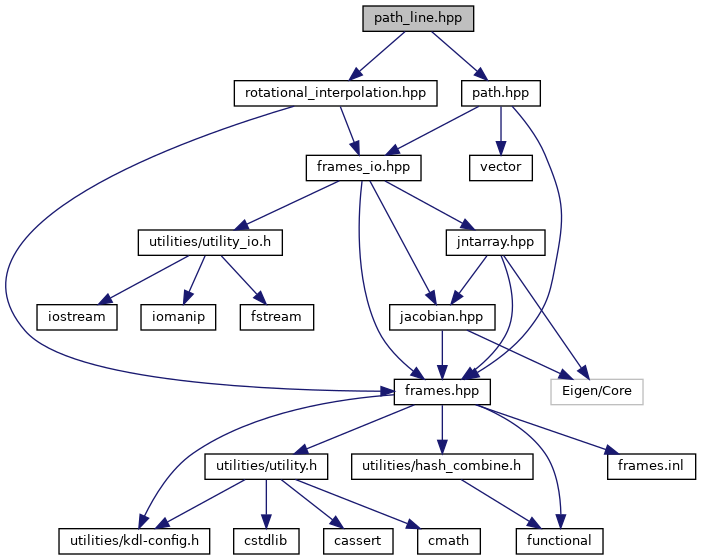 path_line.hpp
rotational_interpolation.hpp
path.hpp
frames_io.hpp
vector
utilities/utility_io.h
jntarray.hpp
iostream
iomanip
fstream
jacobian.hpp
frames.hpp
Eigen/Core
utilities/utility.h
utilities/hash_combine.h
frames.inl
utilities/kdl-config.h
cstdlib
cassert
cmath
functional